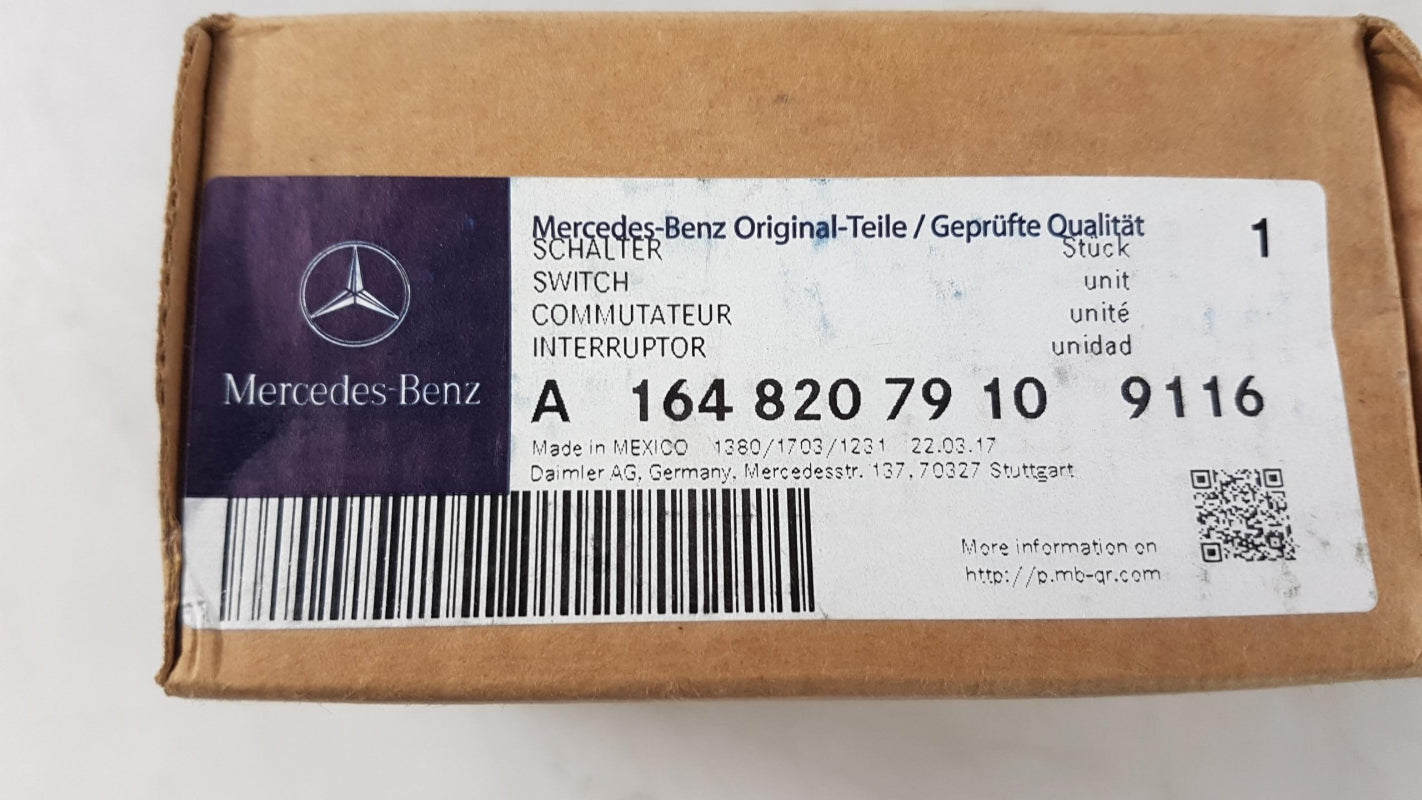 Mercedes-Benz
Mercedes-Benz Original-Teile / Geprüfte Qualität
SCHALTER Stück 1
SWITCH unit
COMMUTATEUR unité
INTERRUPTOR unidad
A 164 820 79 10 9116
Made in MEXICO 1380/1703/1231 22.03.17
Daimler AG, Germany, Mercedesstr. 137, 70327 Stuttgart
More information on
http://p.mb-qr.com